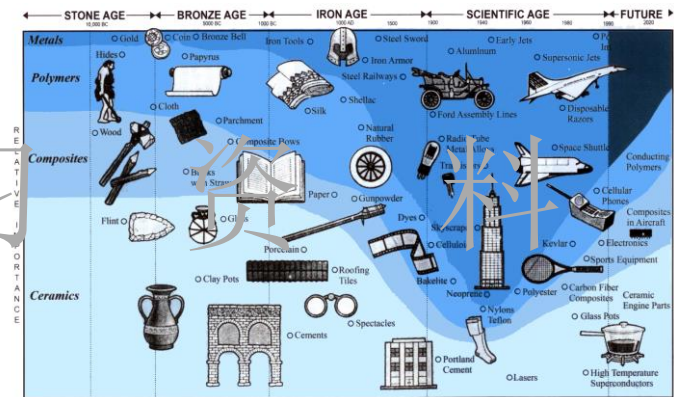 STONE AGE BRONZE AGE IRON AGE SCIENTIFIC AGE FUTURE
10,000 BC 5000 BC 1000 BC 1000 AD 1800 1900 1940 1960 1980 1990 2020
RELATIVE IMPORTANCE
Metals
Gold
Coin
Bronze Bell
Iron Tools
Steel Sword
Early Jets
Hides
Iron Armor
Aluminum
Supersonic Jets
Polymers
Papyrus
Steel Railways
Cloth
Silk
Shellac
Ford Assembly Lines
Disposable
Razors
Wood
Parchment
Natural
Rubber
Composite Bows
Space Shuttle
Composites
Conducting
Polymers
Paper
Gunpowder
Cellular
Phones
Flint
Dyes
Composites
in Aircraft
Porcelain
Kevlar
Electronics
Sports Equipment
Clay Pots
Roofing
Tiles
Bakelite
Ceramics
Neoprene
Polyester
Carbon Fiber
Composites
Ceramic
Engine Parts
Spectacles
Nylons
Teflon
Glass Pots
Cements
Portland
Cement
Lasers
High Temperature
Superconductors
资 料